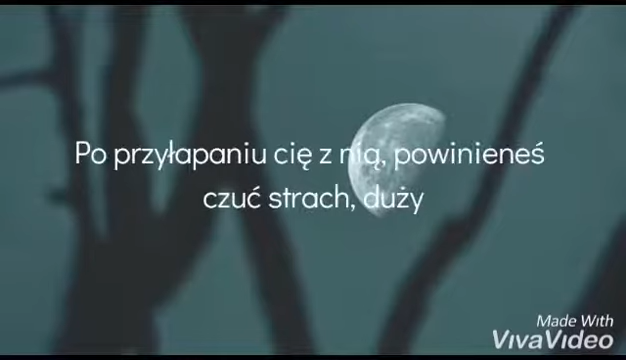 Po przyłapaniu cię z nią, powinieneś
czuć strach, duży
Made With
VivaVideo